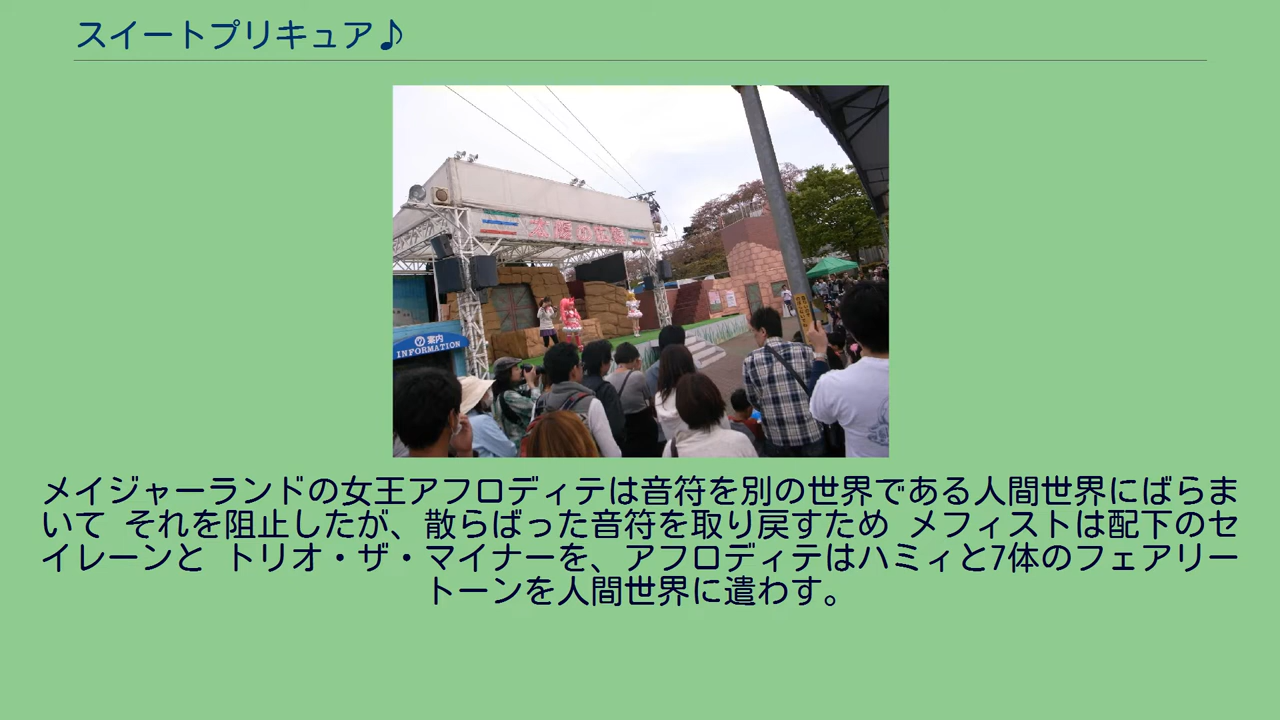 スイートプリキュア♪
案内
INFORMATION
メイジャーランドの女王アフロディテは音符を別の世界である人間世界にばらま
いて それを阻止したが、散らばった音符を取り戻すため メフィストは配下のセ
イレーンと トリオ・ザ・マイナーを、アフロディテはハミィと7体のフェアリー
トーンを人間世界に遣わす。